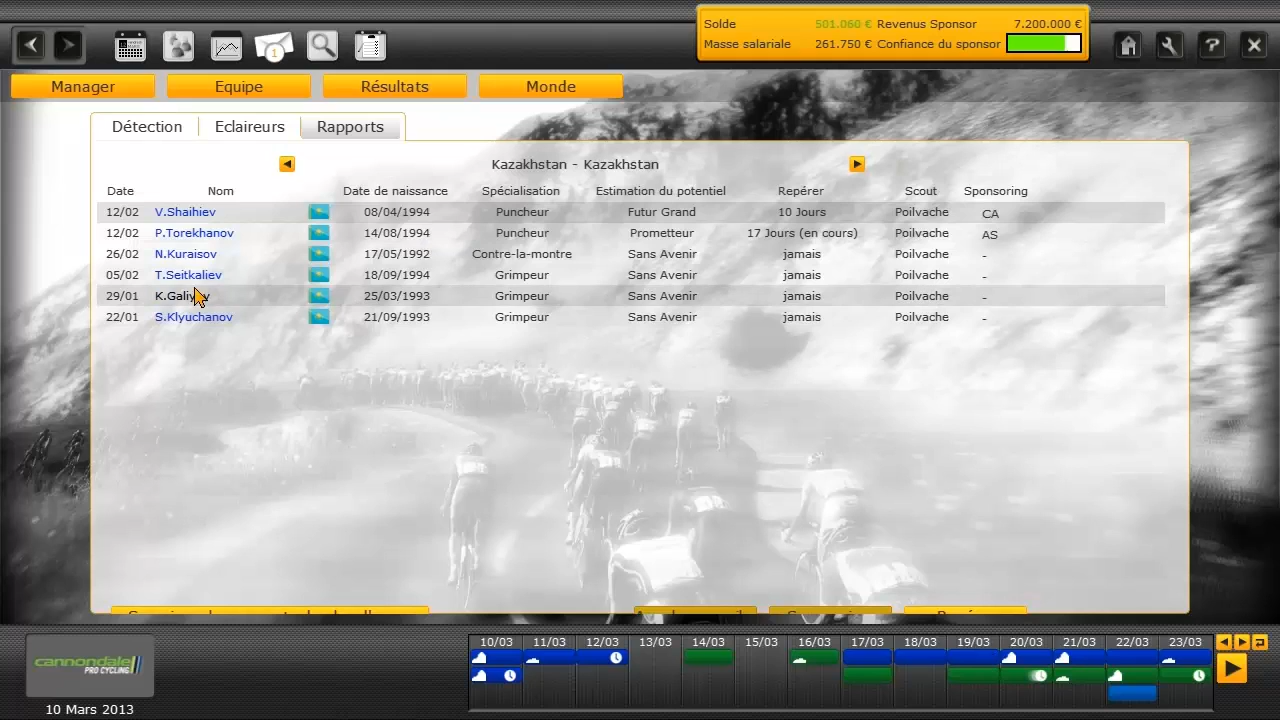 Solde 501.060 € Revenus Sponsor 7.200.000 €
Masse salariale 261.750 € Confiance du sponsor
1
Manager Equipe Résultats Monde
Détection Eclaireurs Rapports
Kazakhstan - Kazakhstan
Date Nom Date de naissance Spécialisation Estimation du potentiel Repérer Scout Sponsoring
12/02 V.Shaihiev 08/04/1994 Puncheur Futur Grand 10 Jours Poilvache CA
12/02 P.Torekhanov 14/08/1994 Puncheur Prometteur 17 Jours (en cours) Poilvache AS
26/02 N.Kuraisov 17/05/1992 Contre-la-montre Sans Avenir jamais Poilvache -
05/02 T.Seitkaliev 18/09/1994 Grimpeur Sans Avenir jamais Poilvache -
29/01 25/03/1993 Grimpeur Sans Avenir jamais Poilvache -
22/01 S.Klyuchanov 21/09/1993 Grimpeur Sans Avenir jamais Poilvache -
10/03 11/03 12/03 13/03 14/03 15/03 16/03 17/03 18/03 19/03 20/03 21/03 22/03 23/03
cannondale
PRO CYCLING
10 Mars 2013